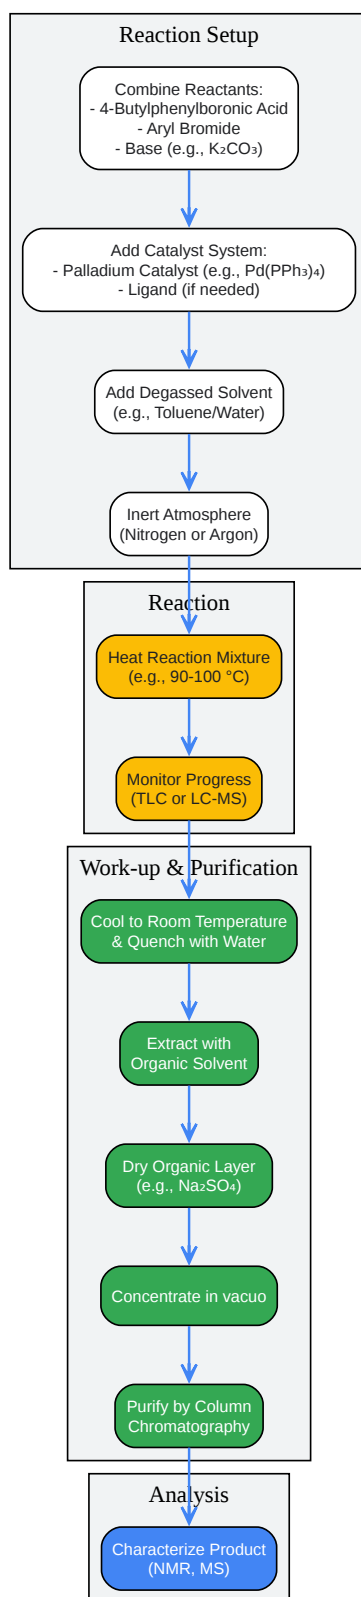 Reaction Setup
Combine Reactants:
- 4-Butylphenylboronic Acid
- Aryl Bromide
- Base (e.g., K₂CO₃)
Add Catalyst System:
- Palladium Catalyst (e.g., Pd(PPh₃)₄)
- Ligand (if needed)
Add Degassed Solvent
(e.g., Toluene/Water)
Inert Atmosphere
(Nitrogen or Argon)
Reaction
Heat Reaction Mixture
(e.g., 90-100 °C)
Monitor Progress
(TLC or LC-MS)
Work-up & Purification
Cool to Room Temperature
& Quench with Water
Extract with
Organic Solvent
Dry Organic Layer
(e.g., Na₂SO₄)
Concentrate in vacuo
Purify by Column
Chromatography
Analysis
Characterize Product
(NMR, MS)